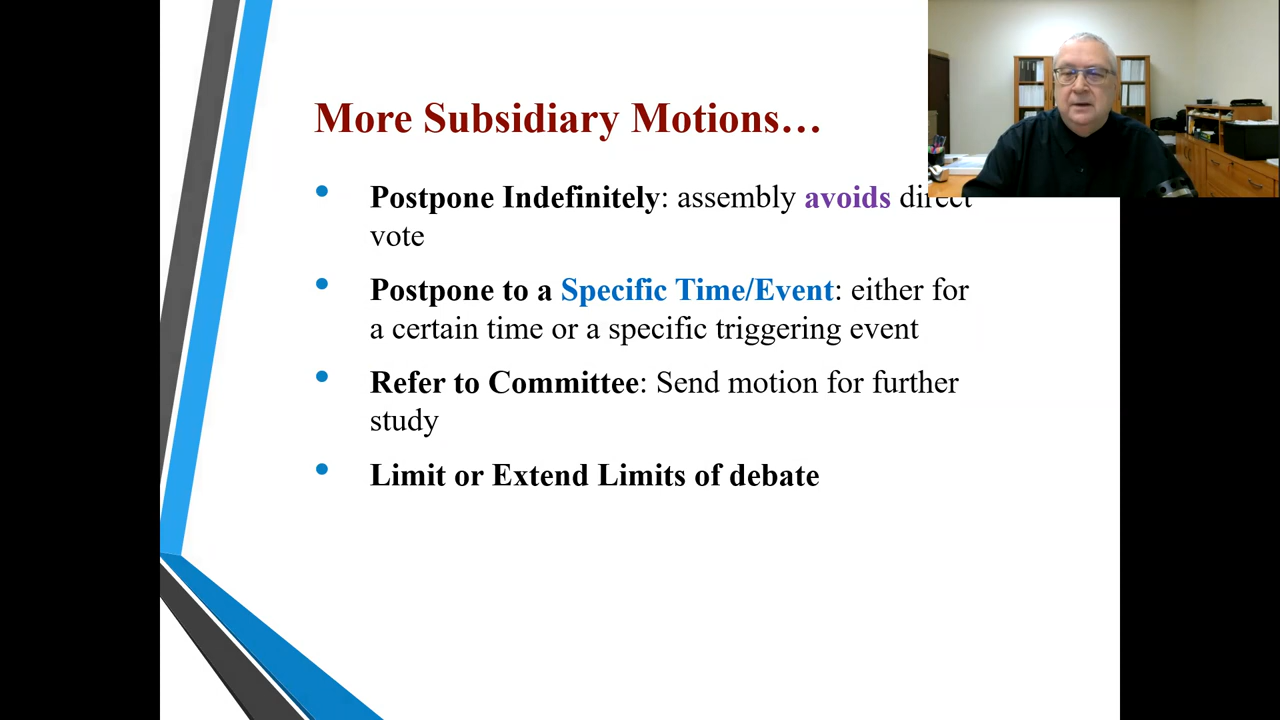 More Subsidiary Motions…
• Postpone Indefinitely: assembly avoids direct
vote
• Postpone to a Specific Time/Event: either for
a certain time or a specific triggering event
• Refer to Committee: Send motion for further
study
• Limit or Extend Limits of debate